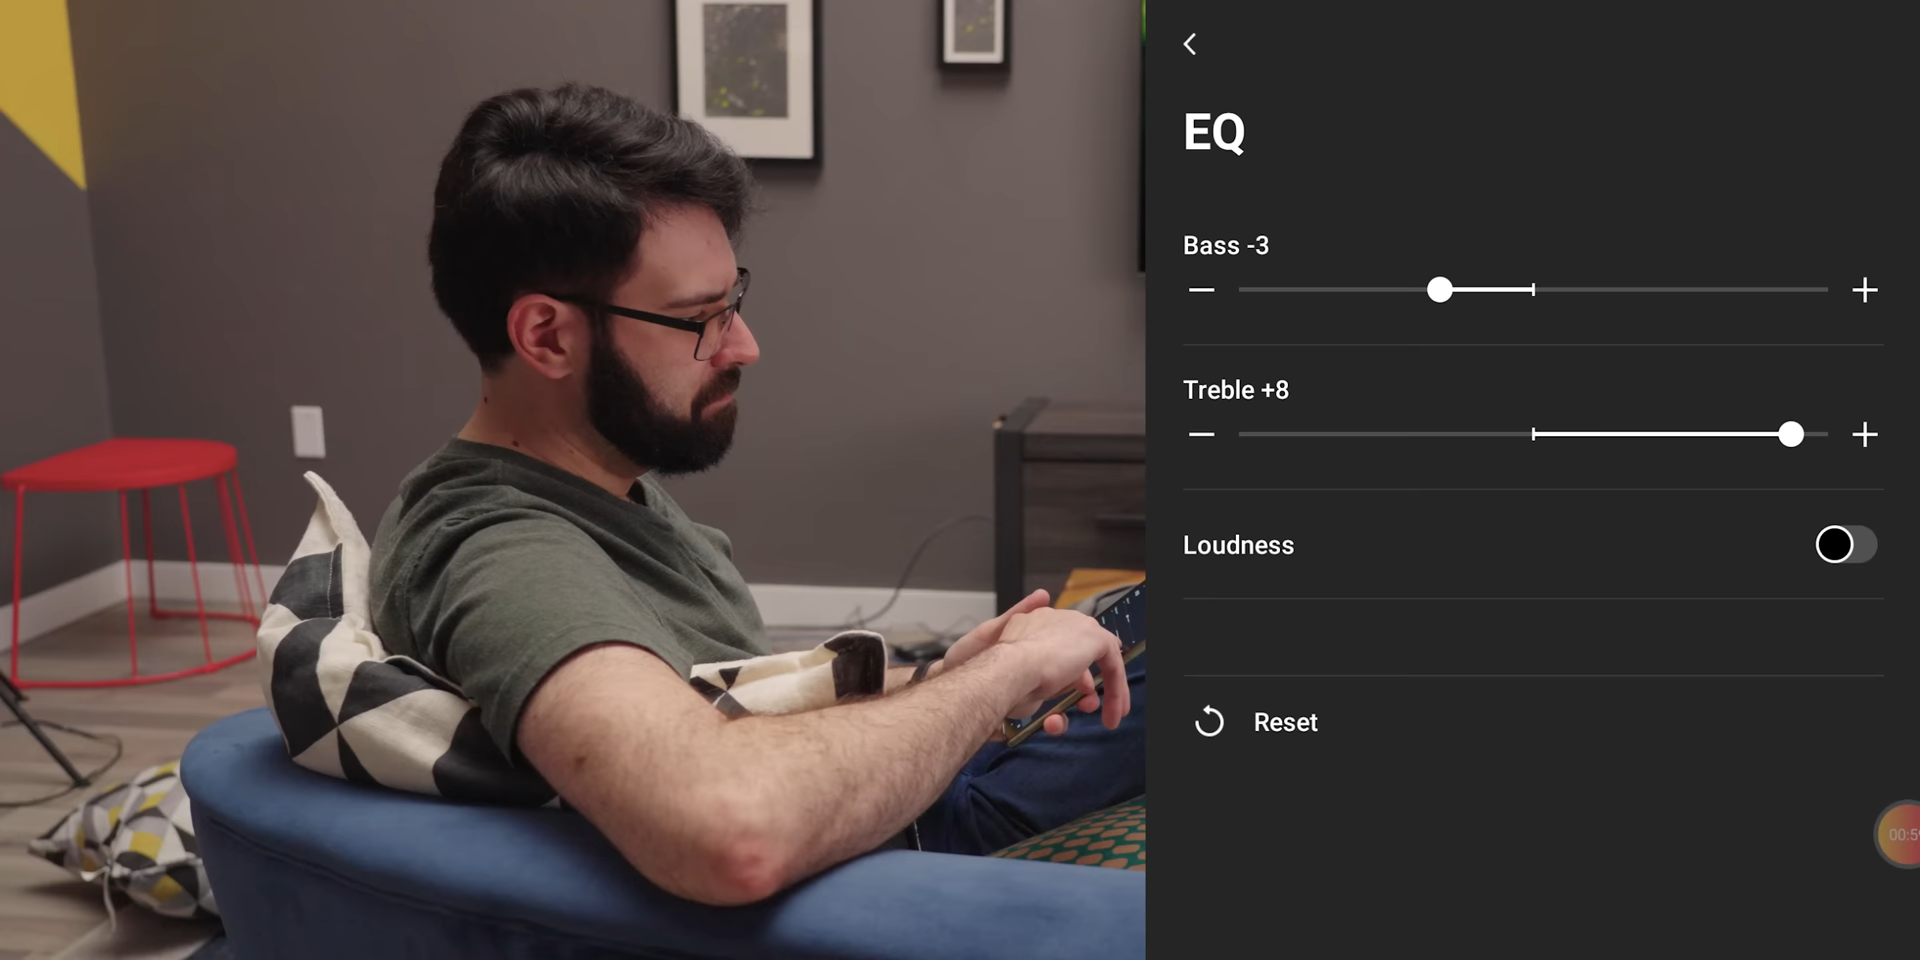 EQ
Bass -3
Treble +8
Loudness
Reset